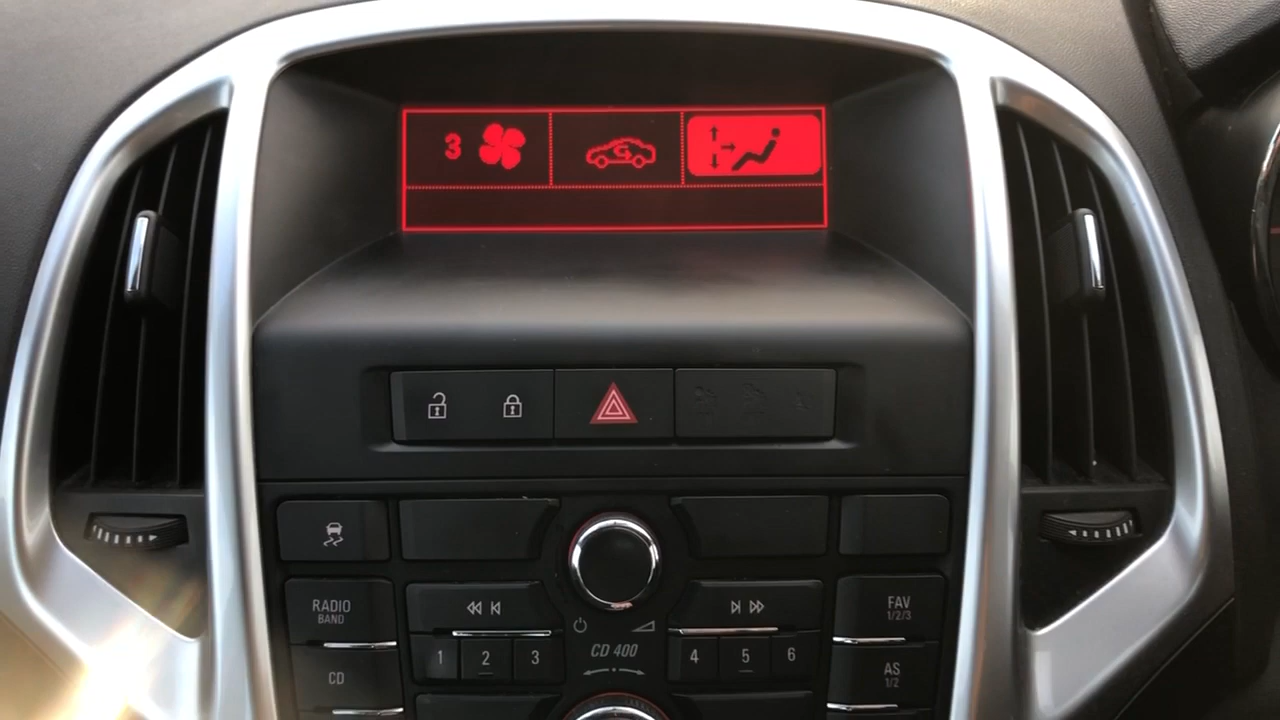 3
RADIO
BAND
FAV
1/2/3
1 2 3
CD 400
4 5 6
CD
AS
1/2